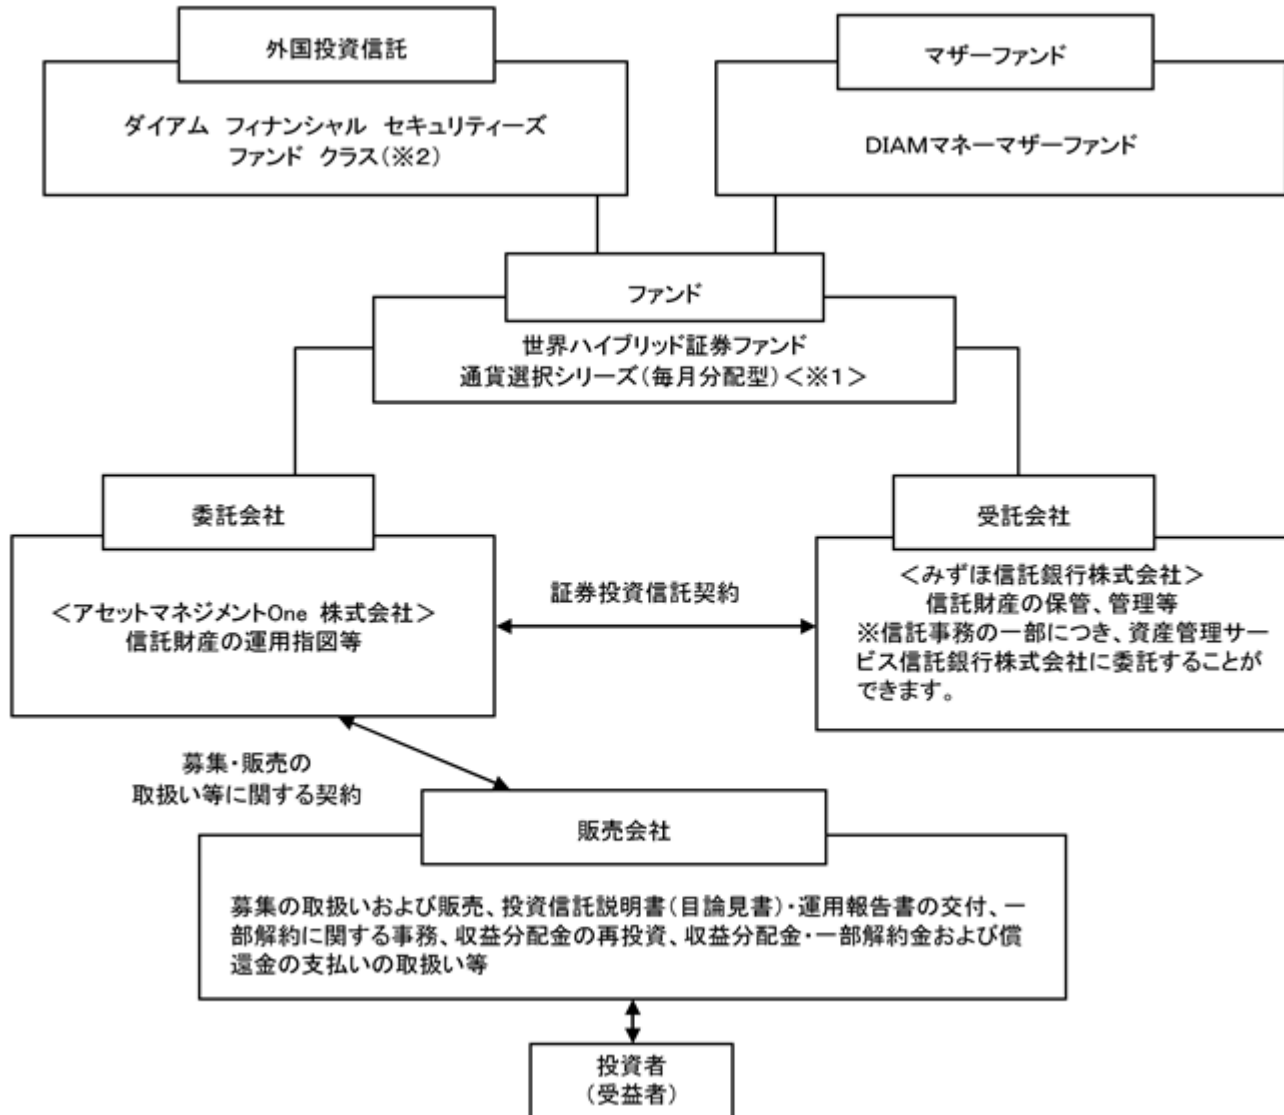 外国投資信託
マザーファンド
ダイアム フィナンシャル セキュリティーズ
ファンド クラス(※2)
DIAMマネーマザーファンド
ファンド
世界ハイブリッド証券ファンド
通貨選択シリーズ(毎月分配型)<※1>
委託会社
受託会社
<アセットマネジメントOne 株式会社>
信託財産の運用指図等
証券投資信託契約
<みずほ信託銀行株式会社>
信託財産の保管、管理等
※信託事務の一部につき、資産管理サー
ビス信託銀行株式会社に委託することが
できます。
募集・販売の
取扱い等に関する契約
販売会社
募集の取扱いおよび販売、投資信託説明書(目論見書)・運用報告書の交付、一
部解約に関する事務、収益分配金の再投資、収益分配金・一部解約金および償
還金の支払いの取扱い等
投資者
(受益者)